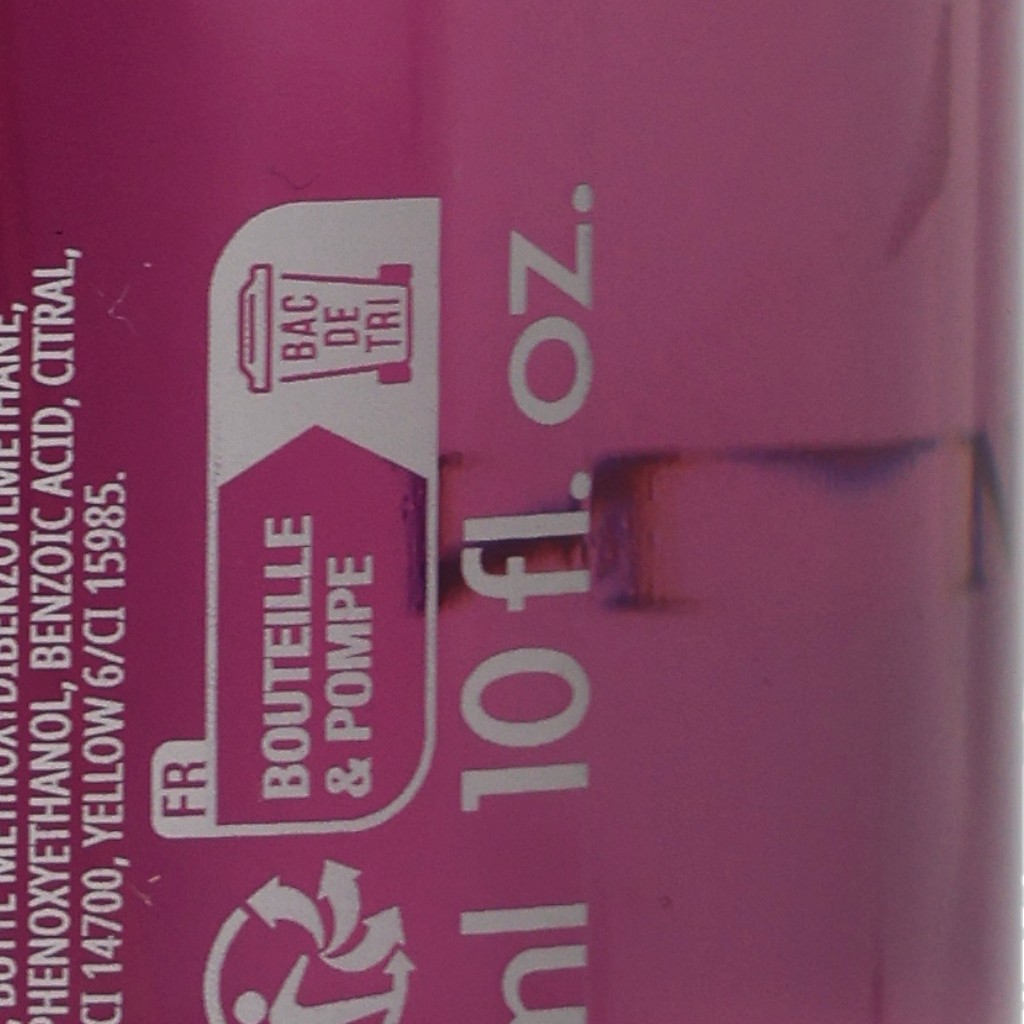 BUTYL METHOXYDIBENZOYLMETHANE,
PHENOXYETHANOL, BENZOIC ACID, CITRAL,
CI 14700, YELLOW 6/CI 15985.
FR
BOUTEILLE
& POMPE
BAC
DE
TRI
ml 10 fl. oz.